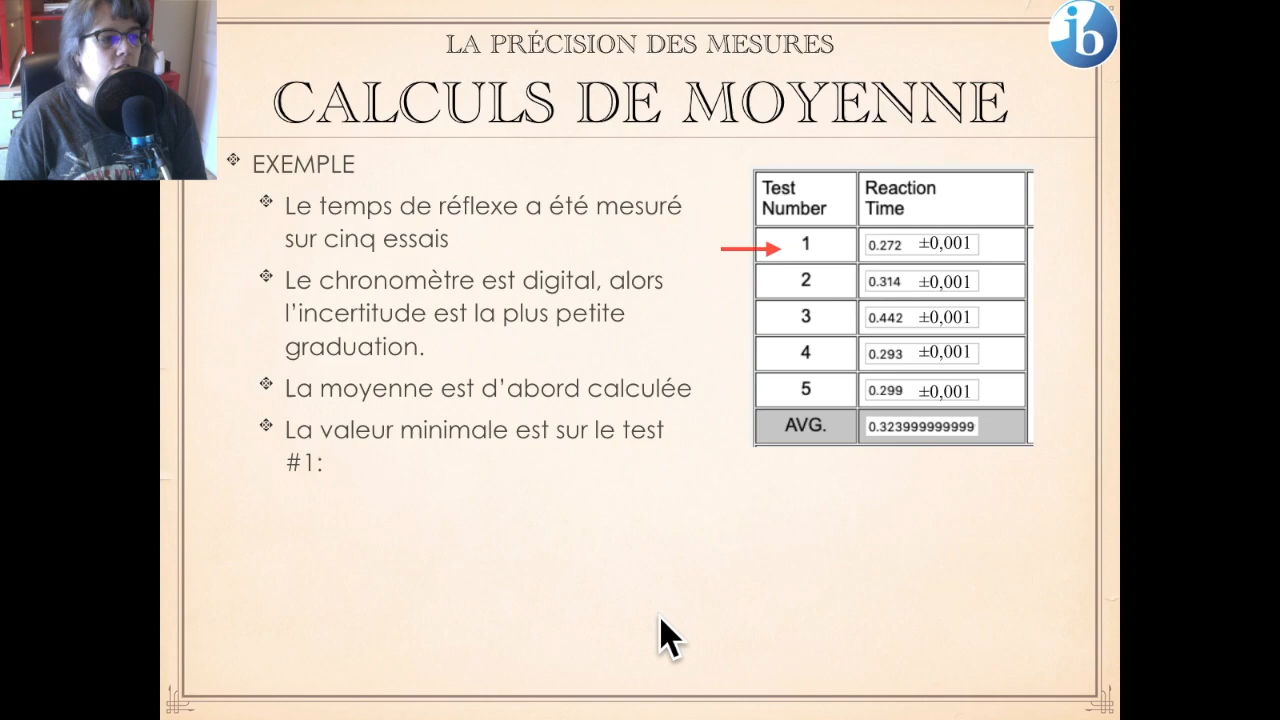 LA PRÉCISION DES MESURES
CALCULS DE MOYENNE
ib
EXEMPLE
Le temps de réflexe a été mesuré
sur cinq essais
Le chronomètre est digital, alors
l’incertitude est la plus petite
graduation.
La moyenne est d’abord calculée
La valeur minimale est sur le test
#1:
Test Number Reaction Time
1 0.272 ±0,001
2 0.314 ±0,001
3 0.442 ±0,001
4 0.293 ±0,001
5 0.299 ±0,001
AVG. 0.323999999999